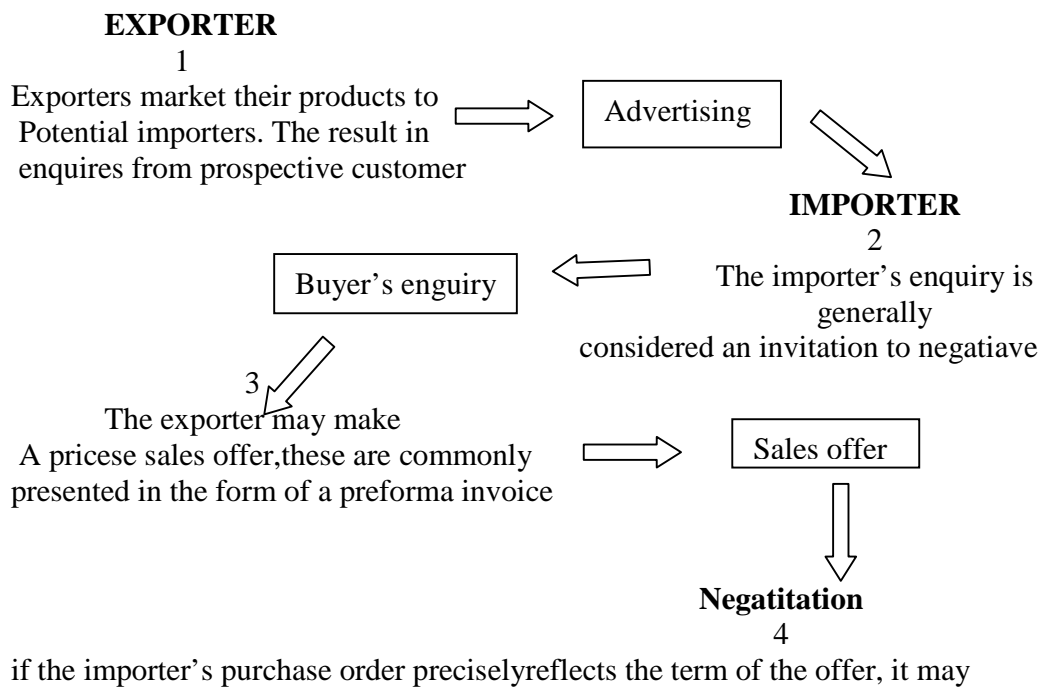 EXPORTER
1
Exporters market their products to
Potential importers. The result in
enquires from prospective customer
Advertising
IMPORTER
2
The importer's enquiry is
generally
considered an invitation to negatiave
Buyer's enguiry
3
The exporter may make
A pricese sales offer,these are commonly
presented in the form of a preforma invoice
Sales offer
Negatitation
4
if the importer's purchase order preciselyreflects the term of the offer, it may